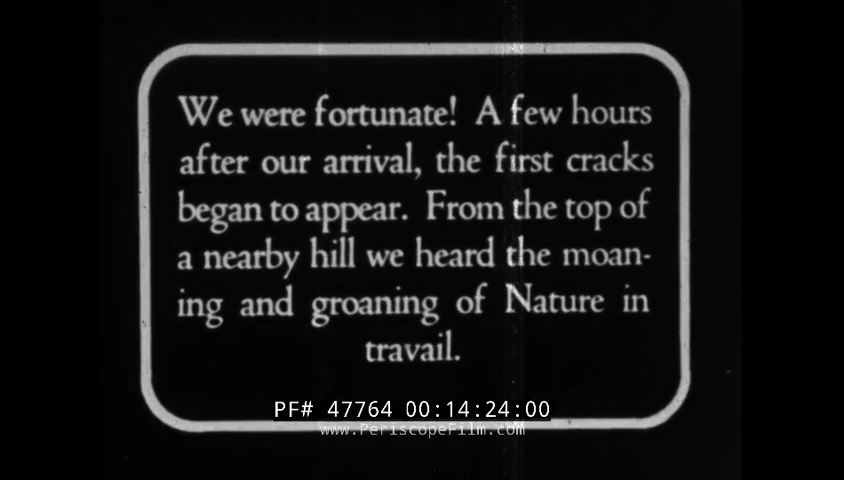 We were fortunate! A few hours
after our arrival, the first cracks
began to appear. From the top of
a nearby hill we heard the moan-
ing and groaning of Nature in
travail.
PF# 47764 00:14:24:00
www.PeriscopeFilm.com